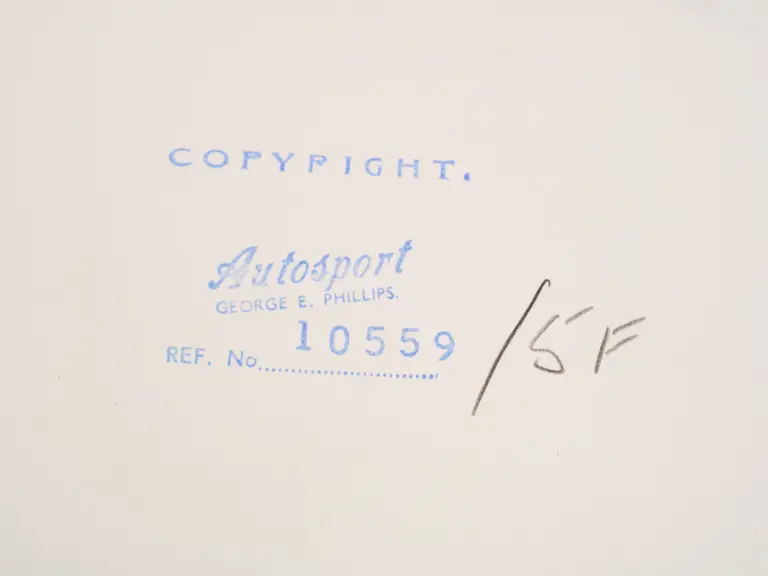 COPYRIGHT.
Autosport
GEORGE E. PHILLIPS.
REF. No. 10559 /5F